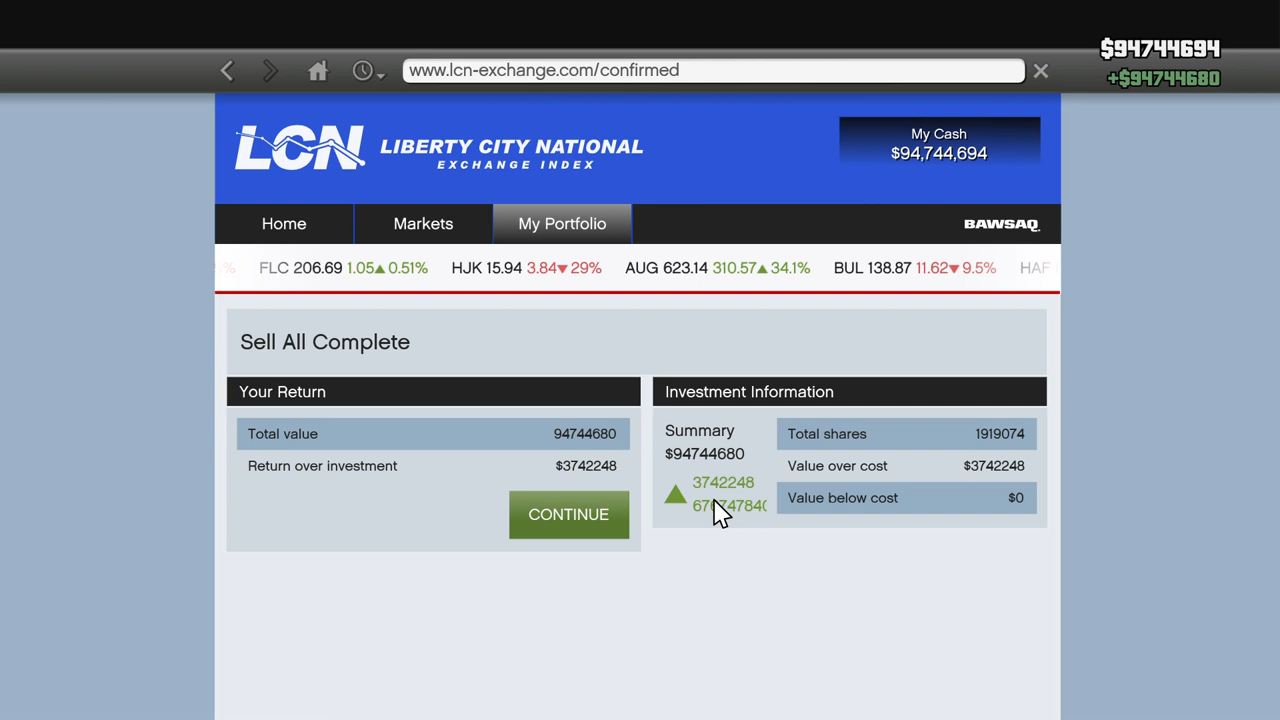 $94744694
+$94744680
www.lcn-exchange.com/confirmed
LCN LIBERTY CITY NATIONAL
EXCHANGE INDEX
My Cash
$94,744,694
Home Markets My Portfolio BAWSAQ
% FLC 206.69 1.05▲0.51% HJK 15.94 3.84▼29% AUG 623.14 310.57▲34.1% BUL 138.87 11.62▼9.5% HAF
Sell All Complete
Your Return
Total value 94744680
Return over investment $3742248
CONTINUE
Investment Information
Summary
$94744680
3742248
Total shares 1919074
Value over cost $3742248
Value below cost $0